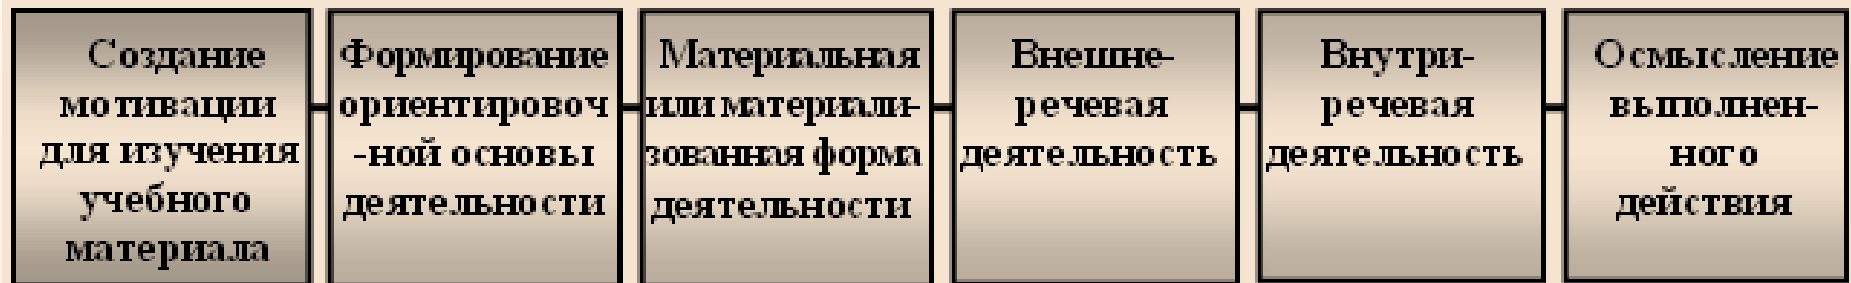 Создание
мотивации
для изучения
учебного
материала
Формирование
ориентировоч
-ной основы
деятельности
Материальная
или материали-
зованная форма
деятельности
Внешне-
речевая
деятельность
Внутри-
речевая
деятельность
Осмысление
выполнен-
ного
действия